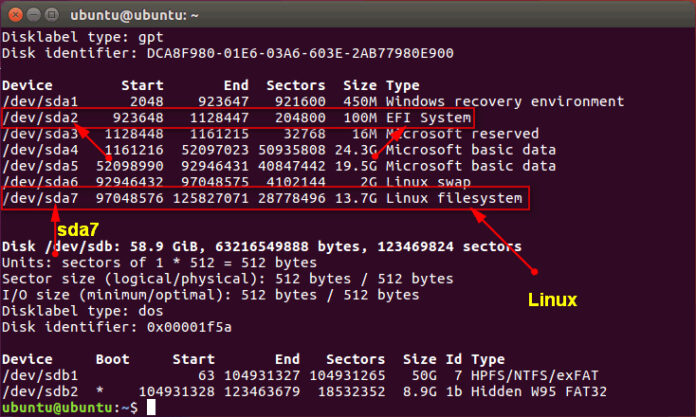 ubuntu@ubuntu: ~
Disklabel type: gpt
Disk identifier: DCA8F980-01E6-03A6-603E-2AB77980E900
Device Start End Sectors Size Type
/dev/sda1 2048 923647 921600 450M Windows recovery environment
/dev/sda2 923648 1128447 204800 100M EFI System
/dev/sda3 1128448 1161215 32768 16M Microsoft reserved
/dev/sda4 1161216 52097023 50935808 24.3G Microsoft basic data
/dev/sda5 52098990 92946431 40847442 19.5G Microsoft basic data
/dev/sda6 92946432 97048575 4102144 2G Linux swap
/dev/sda7 97048576 125827071 28778496 13.7G Linux filesystem
sda7
Disk /dev/sdb: 58.9 GiB, 63216549888 bytes, 123469824 sectors
Units: sectors of 1 * 512 = 512 bytes
Sector size (logical/physical): 512 bytes / 512 bytes
I/O size (minimum/optimal): 512 bytes / 512 bytes
Linux
Disklabel type: dos
Disk identifier: 0x00001f5a
Device Boot Start End Sectors Size Id Type
/dev/sdb1 63 104931327 104931265 50G 7 HPFS/NTFS/exFAT
/dev/sdb2 * 104931328 123463679 18532352 8.9G 1b Hidden W95 FAT32
ubuntu@ubuntu:~$